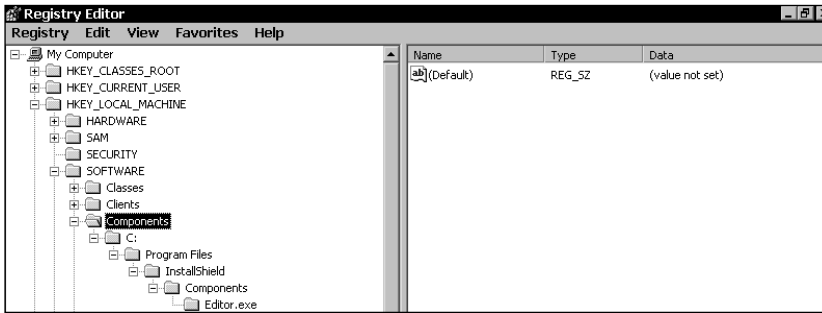 Registry Editor
Registry Edit View Favorites Help
My Computer
HKEY_CLASSES_ROOT
HKEY_CURRENT_USER
HKEY_LOCAL_MACHINE
HARDWARE
SAM
SECURITY
SOFTWARE
Classes
Clients
Components
C:
Program Files
InstallShield
Components
Editor.exe
Name Type Data
ab (Default) REG_SZ (value not set)